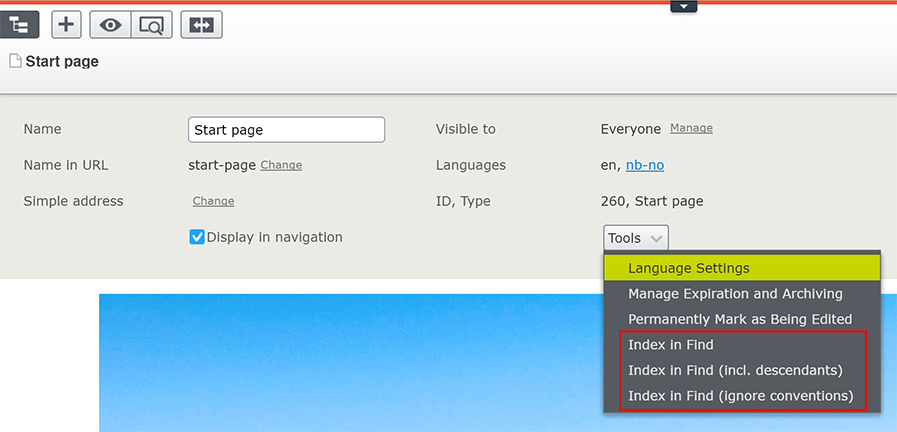 Start page
Name
Start page
Visible to
Everyone Manage
Name in URL
start-page Change
Languages
en, nb-no
Simple address
Change
ID, Type
260, Start page
Display in navigation
Tools
Language Settings
Manage Expiration and Archiving
Permanently Mark as Being Edited
Index in Find
Index in Find (incl. descendants)
Index in Find (ignore conventions)